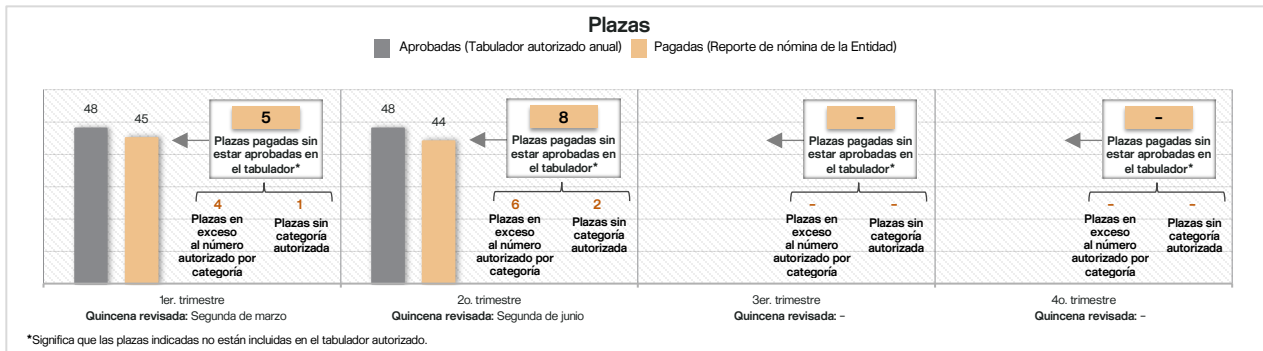 Plazas
Aprobadas (Tabulador autorizado anual)
Pagadas (Reporte de nómina de la Entidad)
48
45
5
Plazas pagadas sin
estar aprobadas en
el tabulador*
4
Plazas en
exceso
al número
autorizado por
categoría
1
Plazas sin
categoría
autorizada
1er. trimestre
Quincena revisada: Segunda de marzo
48
44
8
Plazas pagadas sin
estar aprobadas en
el tabulador*
6
Plazas en
exceso
al número
autorizado por
categoría
2
Plazas sin
categoría
autorizada
2o. trimestre
Quincena revisada: Segunda de junio
–
Plazas pagadas sin
estar aprobadas en
el tabulador*
–
Plazas en
exceso
al número
autorizado por
categoría
–
Plazas sin
categoría
autorizada
3er. trimestre
Quincena revisada: –
–
Plazas pagadas sin
estar aprobadas en
el tabulador*
–
Plazas en
exceso
al número
autorizado por
categoría
–
Plazas sin
categoría
autorizada
4o. trimestre
Quincena revisada: –
*Significa que las plazas indicadas no están incluidas en el tabulador autorizado.